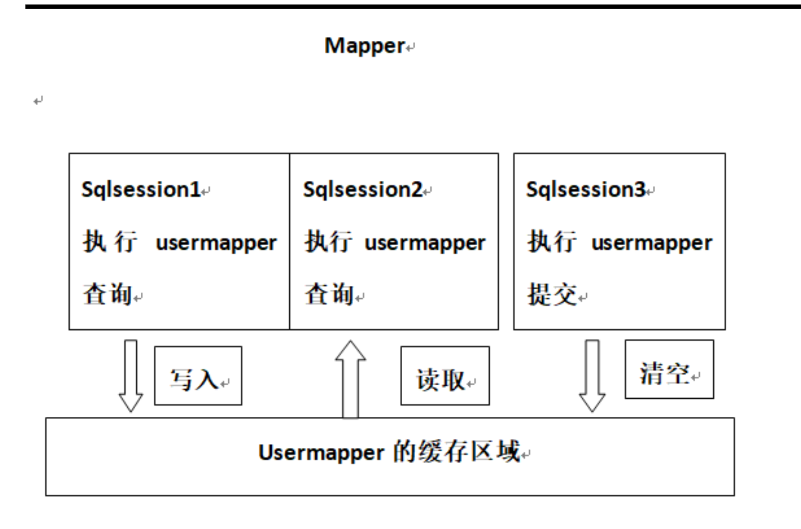 Mapper
Sqlsession1
执行 usermapper
查询
Sqlsession2
执行 usermapper
查询
Sqlsession3
执行 usermapper
提交
写入
读取
清空
Usermapper 的缓存区域